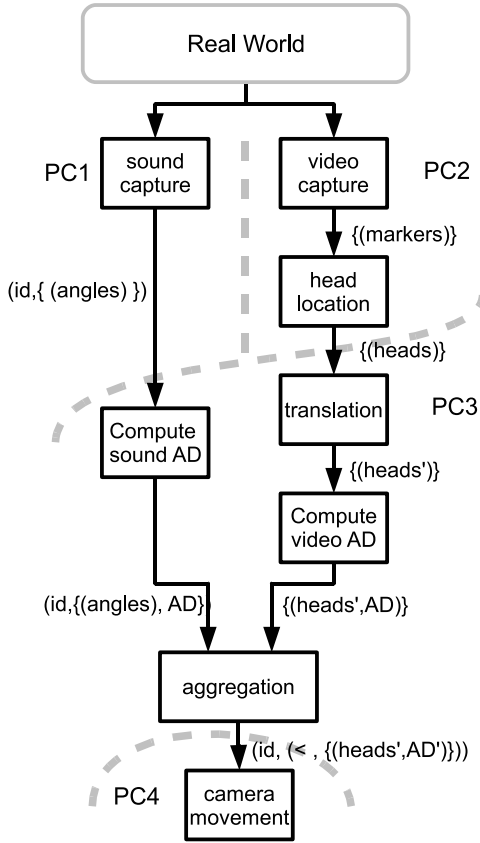 Real World
PC1
sound
capture
video
capture
PC2
{(markers)}
(id,{ (angles) })
head
location
{(heads)}
translation
PC3
Compute
sound AD
{(heads')}
Compute
video AD
(id,{(angles), AD})
{(heads',AD)}
aggregation
(id, (< , {(heads',AD')}))
PC4
camera
movement